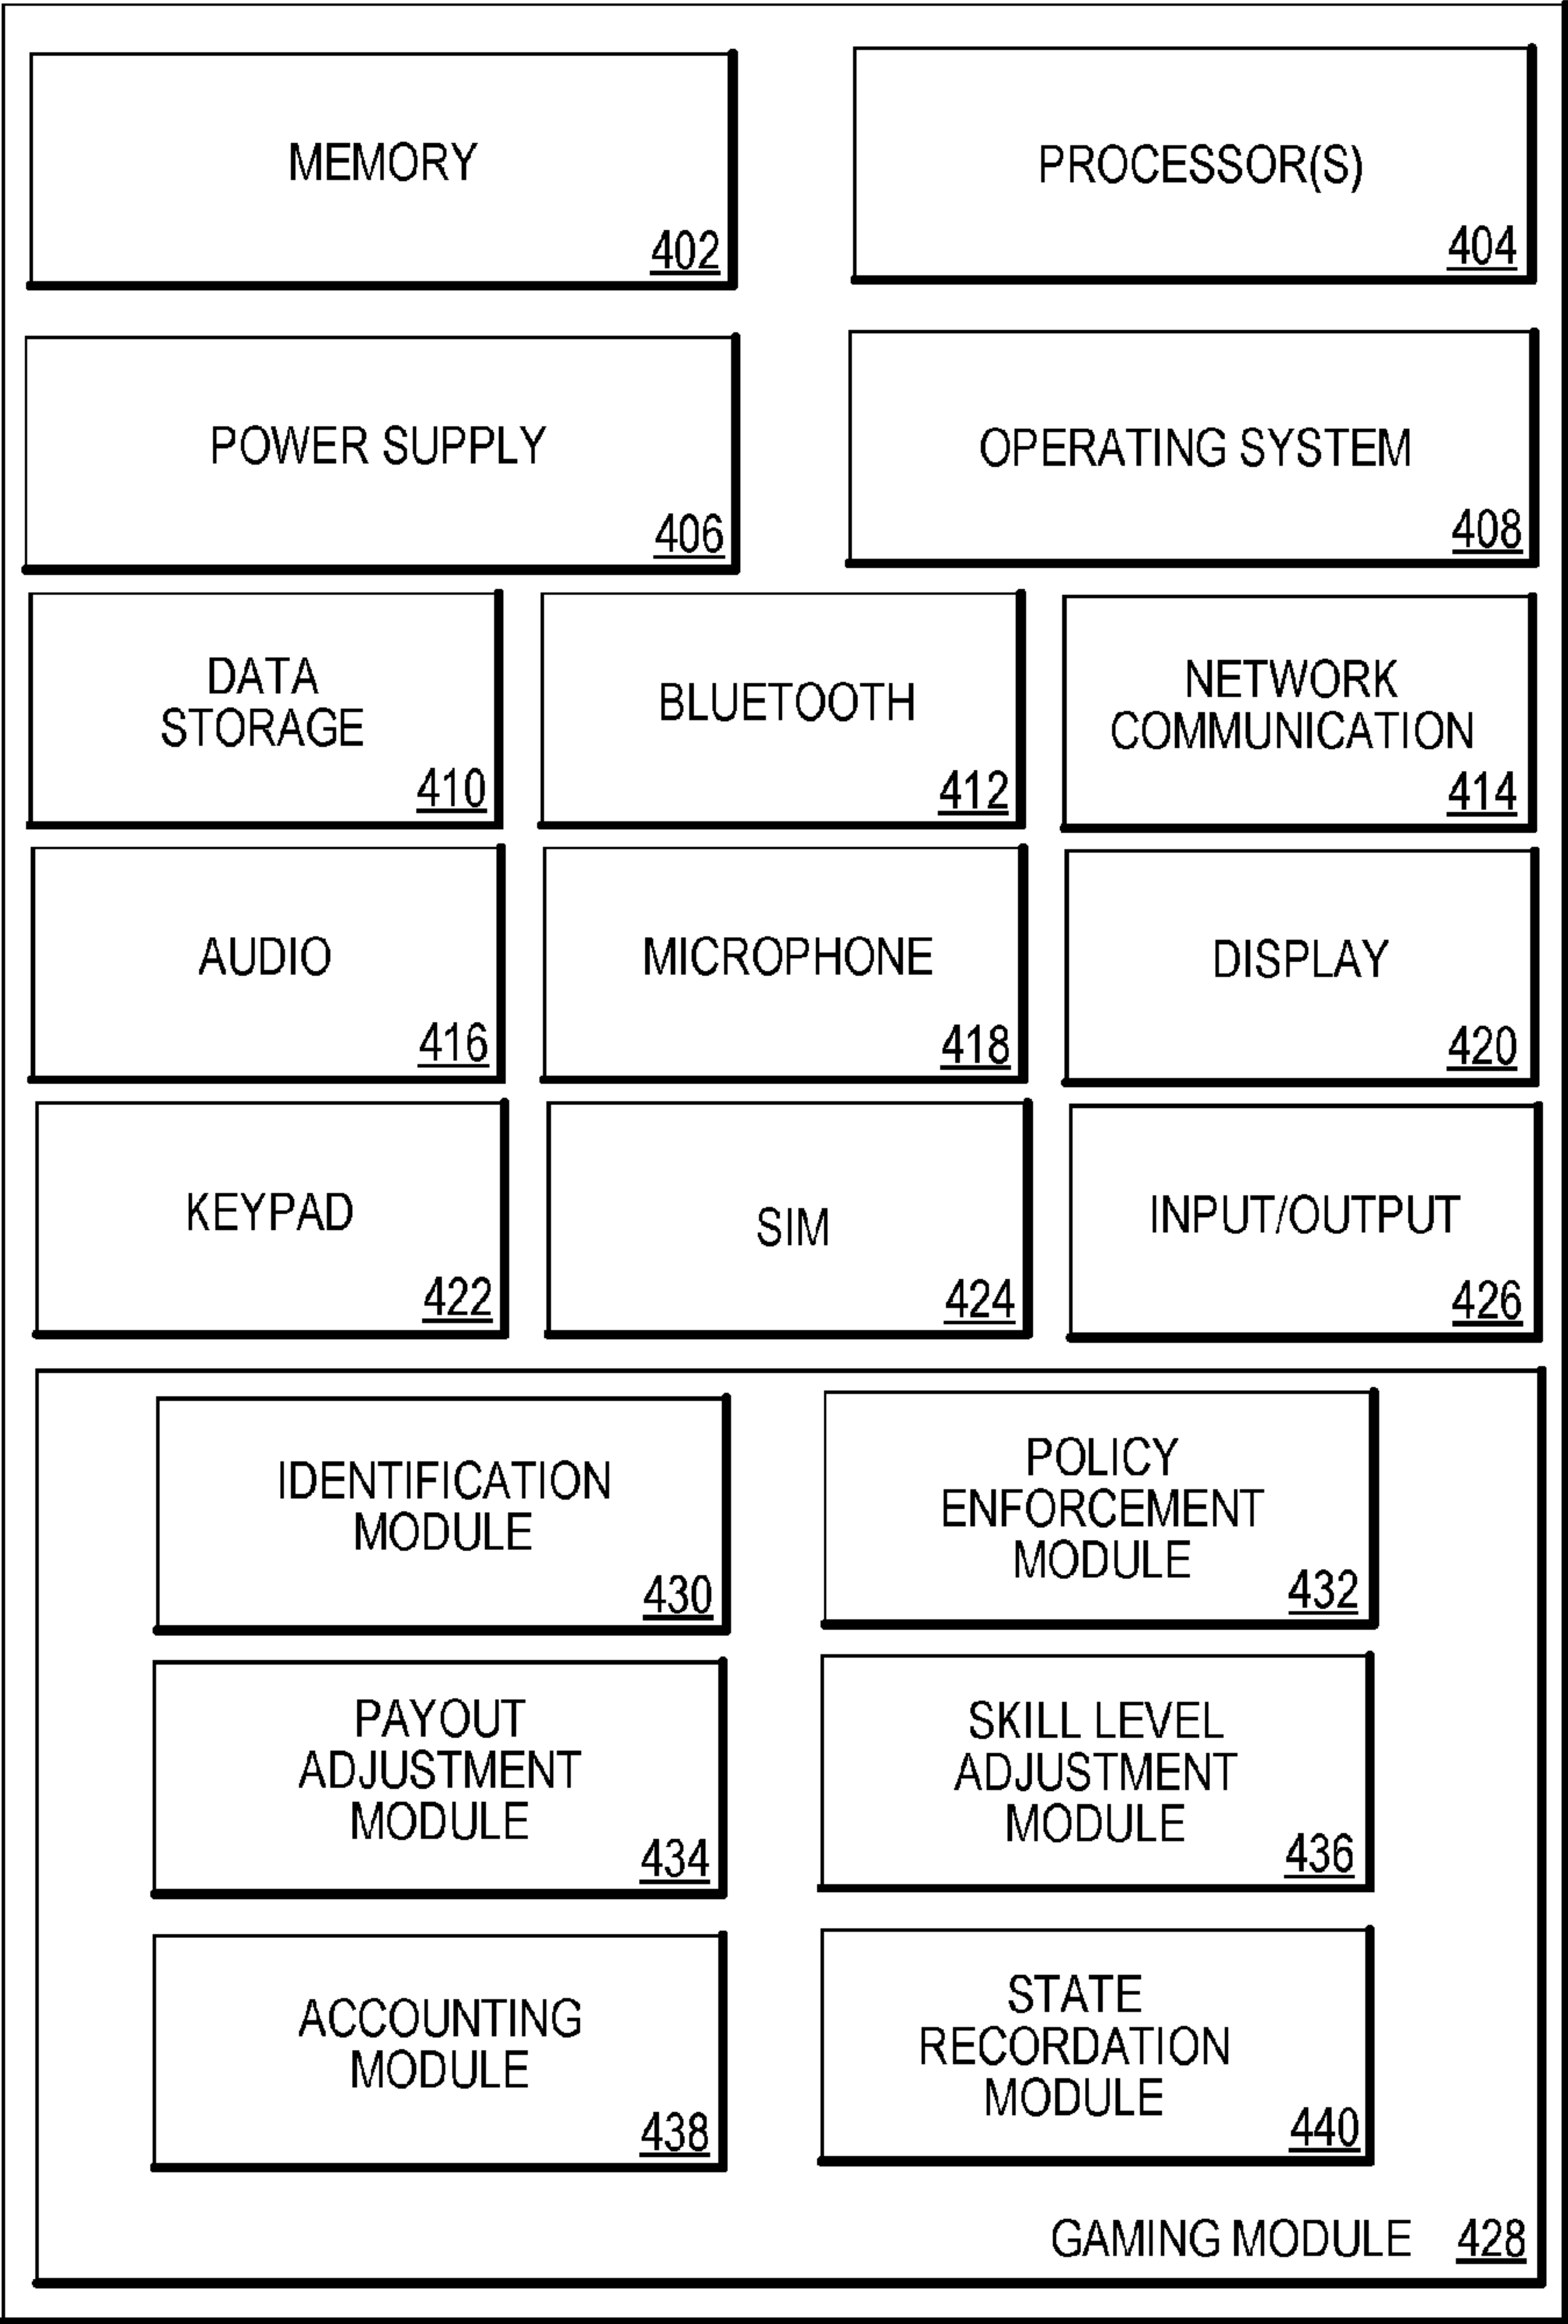 MEMORY
402
PROCESSOR(S)
404
POWER SUPPLY
406
OPERATING SYSTEM
408
DATA
STORAGE
410
BLUETOOTH
412
NETWORK
COMMUNICATION
414
AUDIO
416
MICROPHONE
418
DISPLAY
420
KEYPAD
422
SIM
424
INPUT/OUTPUT
426
IDENTIFICATION
MODULE
430
POLICY
ENFORCEMENT
MODULE
432
PAYOUT
ADJUSTMENT
MODULE
434
SKILL LEVEL
ADJUSTMENT
MODULE
436
ACCOUNTING
MODULE
438
STATE
RECORDATION
MODULE
440
GAMING MODULE 428